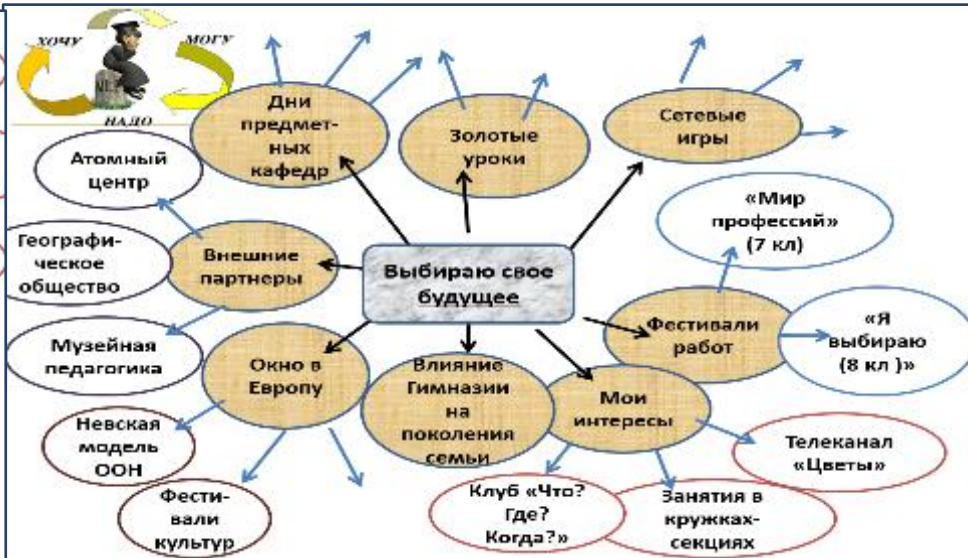 ХОЧУ
МОГУ
НАДО
Дни
предмет-
ных
кафедр
Золотые
уроки
Сетевые
игры
Атомный
центр
«Мир
профессий»
(7 кл)
Географи-
ческое
общество
Внешние
партнеры
Выбираю свое
будущее
Музейная
педагогика
Окно в
Европу
Влияние
Гимназии
на
поколения
семьи
Мои
интересы
Фестивали
работ
«Я
выбираю
(8 кл )»
Невская
модель
ООН
Фести-
вали
культур
Клуб «Что?
Где?
Когда?»
Занятия в
кружках-
секциях
Телеканал
«Цветы»